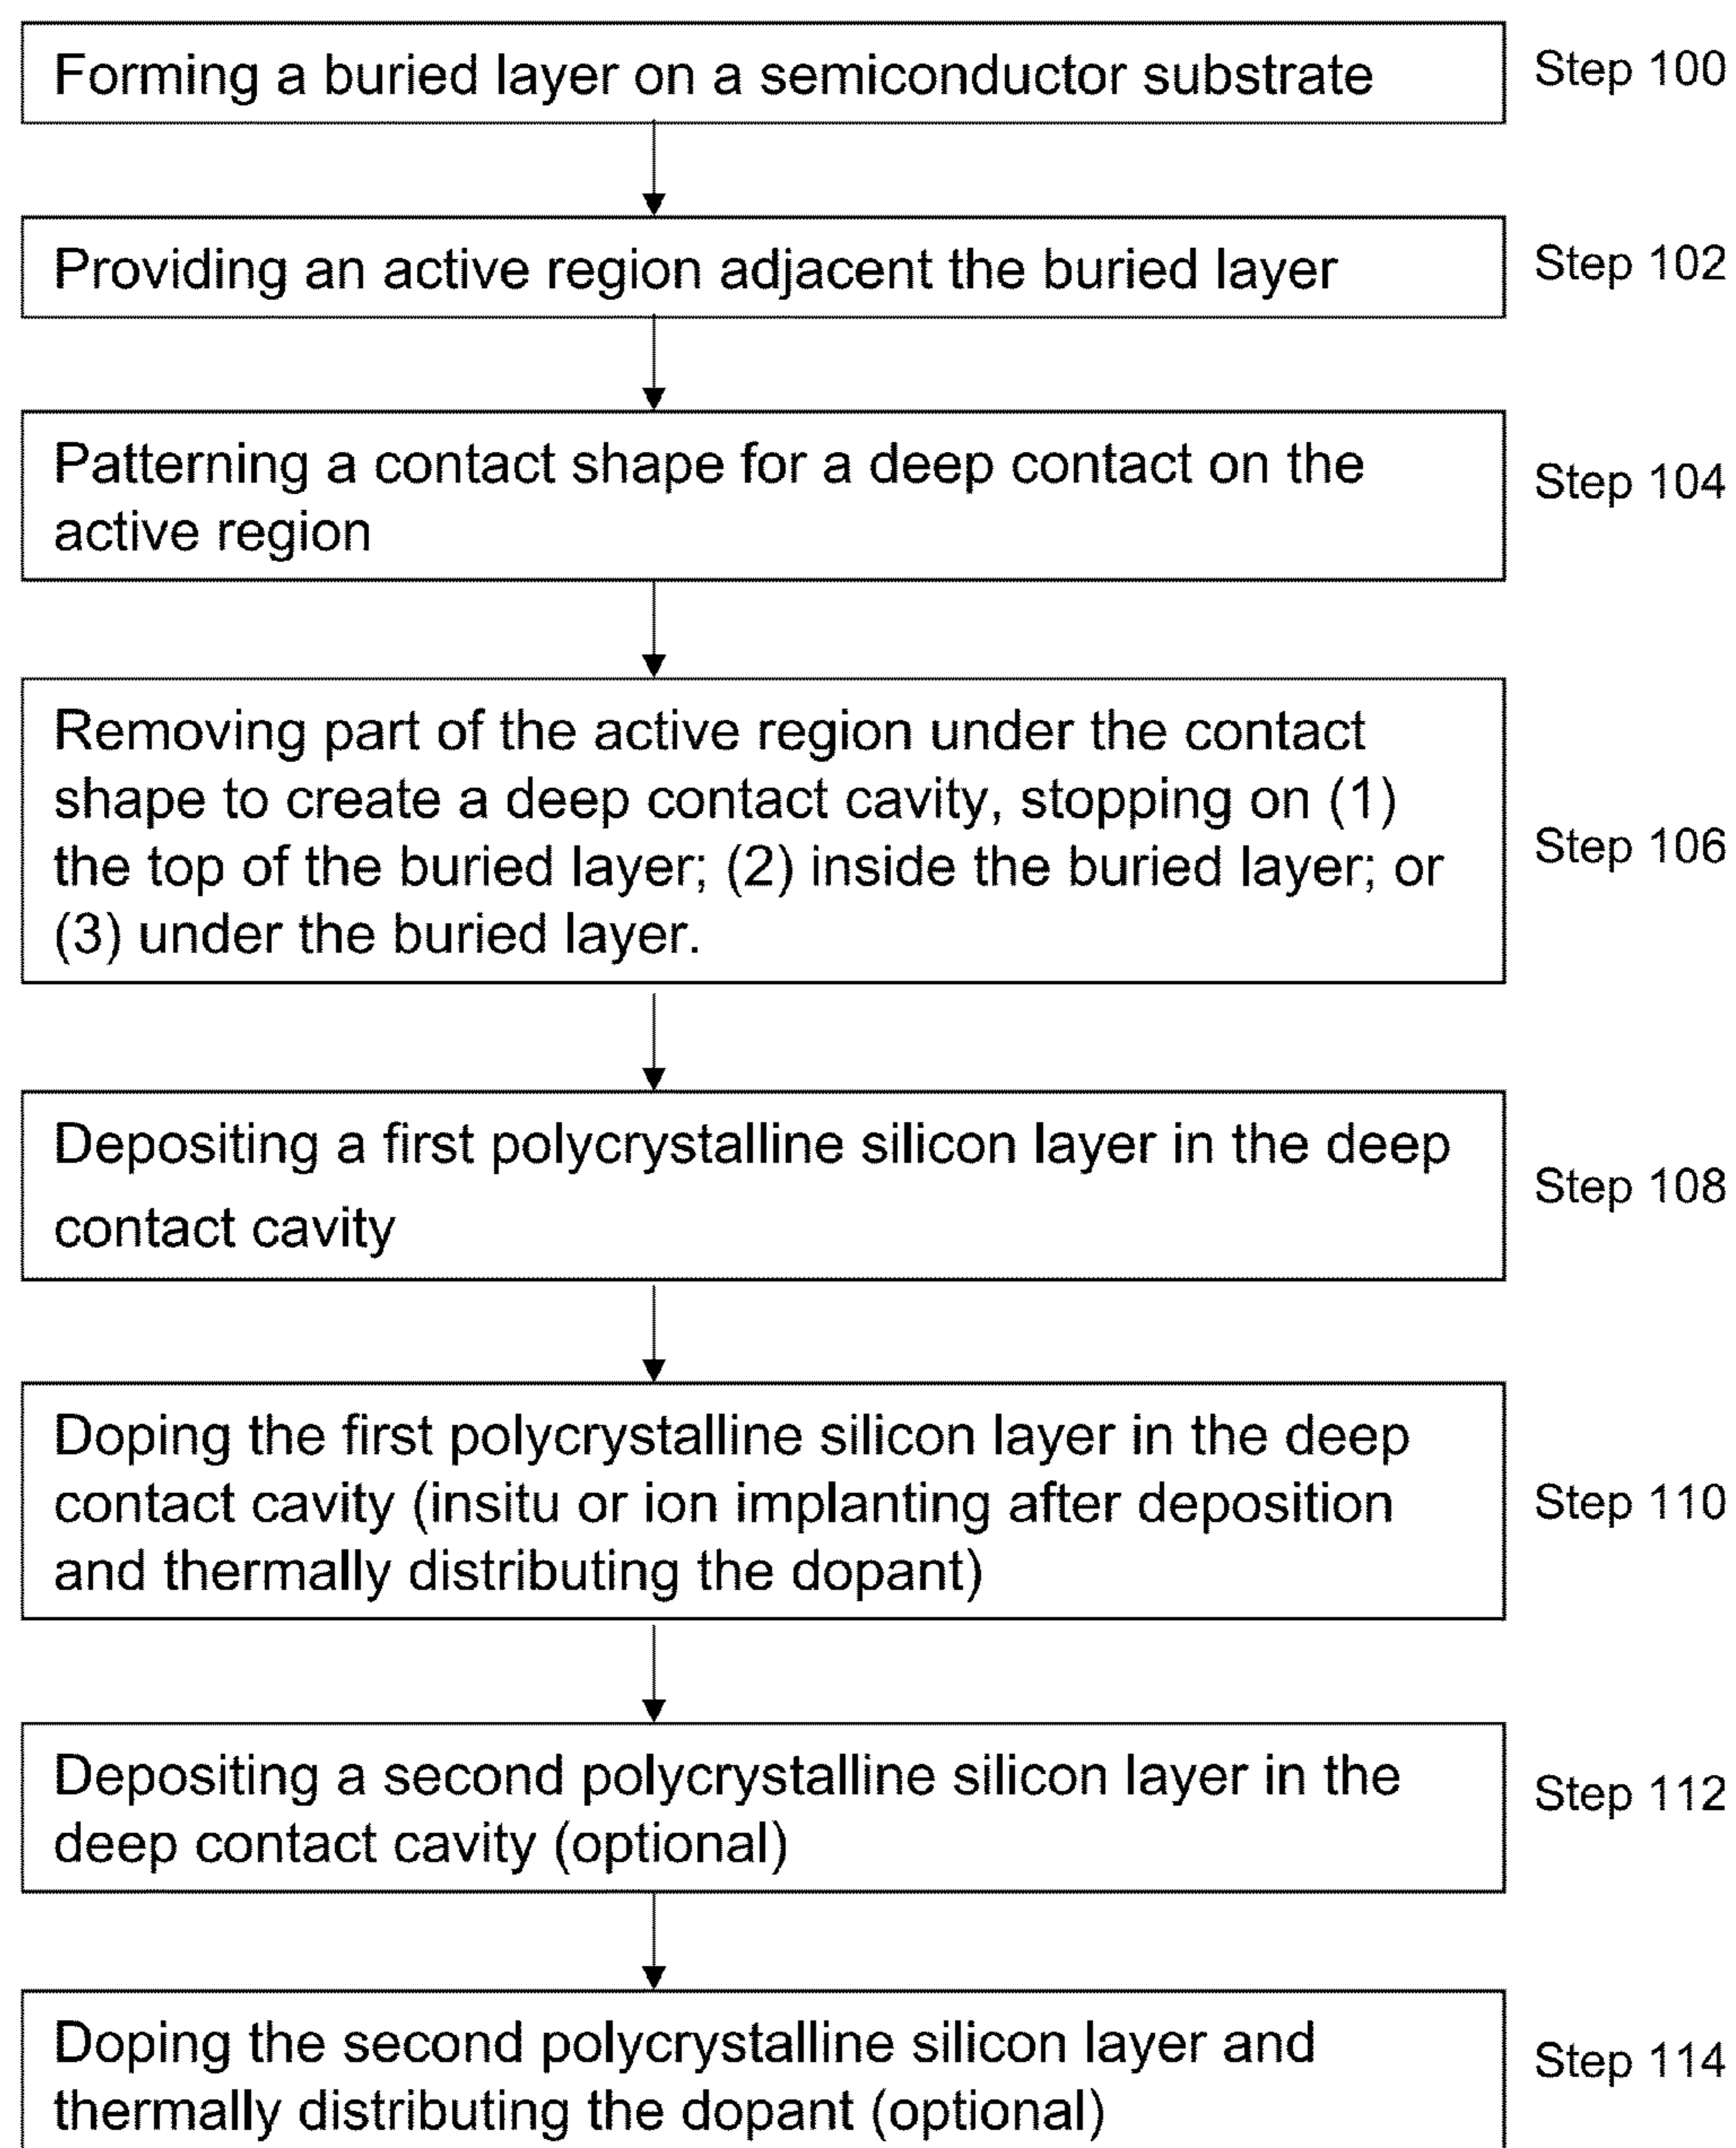 Forming a buried layer on a semiconductor substrate
Step 100
Providing an active region adjacent the buried layer
Step 102
Patterning a contact shape for a deep contact on the
active region
Step 104
Removing part of the active region under the contact
shape to create a deep contact cavity, stopping on (1)
the top of the buried layer; (2) inside the buried layer; or
(3) under the buried layer.
Step 106
Depositing a first polycrystalline silicon layer in the deep
contact cavity
Step 108
Doping the first polycrystalline silicon layer in the deep
contact cavity (insitu or ion implanting after deposition
and thermally distributing the dopant)
Step 110
Depositing a second polycrystalline silicon layer in the
deep contact cavity (optional)
Step 112
Doping the second polycrystalline silicon layer and
thermally distributing the dopant (optional)
Step 114